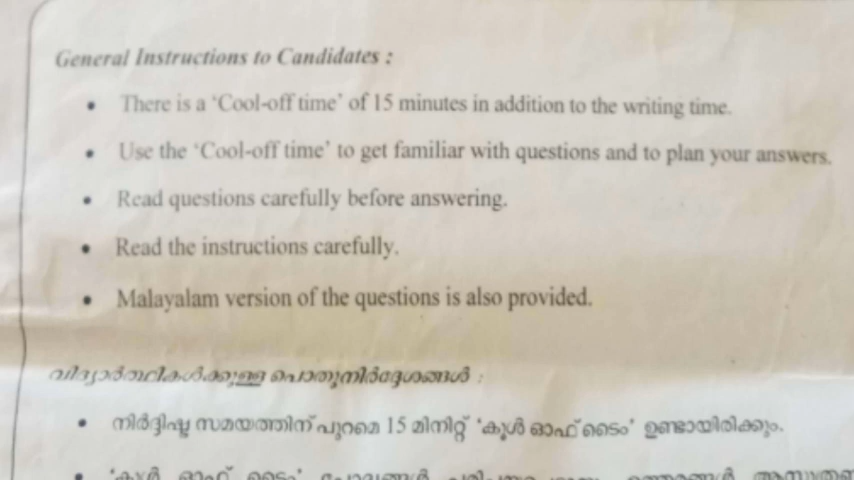 General Instructions to Candidates :
• There is a ‘Cool-off time’ of 15 minutes in addition to the writing time.
• Use the ‘Cool-off time’ to get familiar with questions and to plan your answers.
• Read questions carefully before answering.
• Read the instructions carefully.
• Malayalam version of the questions is also provided.
വിദ്യാർത്ഥികൾക്കുള്ള പൊതുനിർദ്ദേശങ്ങൾ :
• നിർദ്ദിഷ്ട സമയത്തിന് പുറമെ 15 മിനിറ്റ് ‘കൂൾ ഓഫ് ടൈം’ ഉണ്ടായിരിക്കും.
• ‘കൂൾ ഓഫ് ടൈം’